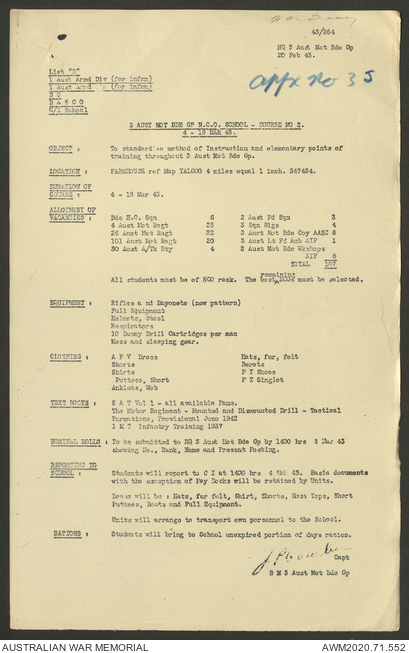 War Diary
43/264
HQ 3 Aust Mot Bde Gp
20 Feb 43.
appx no 35
List "B"
1 Aust Armd Div (for infmn)
1 Aust Armd (for infmn)
S C
B A S C O
C/I School
3 AUST MOT BDE GP N.C.O. SCHOOL - COURSE NO 2.
4 - 18 MAR 43.
OBJECT : To standardise method of Instruction and elementary points of
training throughout 3 Aust Mot Bde Gp.
LOCATION : FARMHOUSE ref Map YALGOO 4 miles equal 1 inch. 347484.
DURATION OF
COURSE : 4 - 18 Mar 43.
ALLOTMENT OF
VACANCIES : Bde H.Q. Sqn 6 2 Aust Fd Sqn 3
4 Aust Mot Regt 25 3 Sqn Sigs 4
26 Aust Mot Regt 32 3 Aust Mot Bde Coy AASC 6
101 Aust Mot Regt 20 3 Aust Lt Fd Amb AIF 1
30 Aust A/Tk Bty 4 3 Aust Mot Bde Wkshops
AIF 6
TOTAL 107
remaining
All students must be of NCO rank. The best NCOs must be selected.
EQUIPMENT : Rifles and Bayonets (new pattern)
Full Equipment
Helmets, Steel
Respirators
10 Dummy Drill Cartridges per man
Mess and sleeping gear.
CLOTHING : A F V Dress Hats, fur, felt
Shorts Berets
Shirts P T Shoes
Puttees, Short P T Singlet
Anklets, Web
TEXT BOOKS : S A T Vol 1 - all available Pams.
The Motor Regiment - Mounted and Dismounted Drill - Tactical
Formations, Provisional June 1942
I M T Infantry Training 1937
NOMINAL ROLLS : To be submitted to HQ 3 Aust Mot Bde Gp by 1400 hrs 2 Mar 43
showing No., Rank, Name and Present Posting.
REPORTING TO
SCHOOL : Students will report to C I at 1400 hrs 4 Mar 43. Basic documents
with the exception of Pay Books will be retained by Units.
Dress will be : Hats, fur felt, Shirt, Shorts, Hose Tops, Short
Puttees, Boots and Full Equipment.
Units will arrange to transport own personnel to the School.
RATIONS : Students will bring to School unexpired portion of days ration.
Capt
B M 3 Aust Mot Bde Gp
AUSTRALIAN WAR MEMORIAL AWM2020.71.552